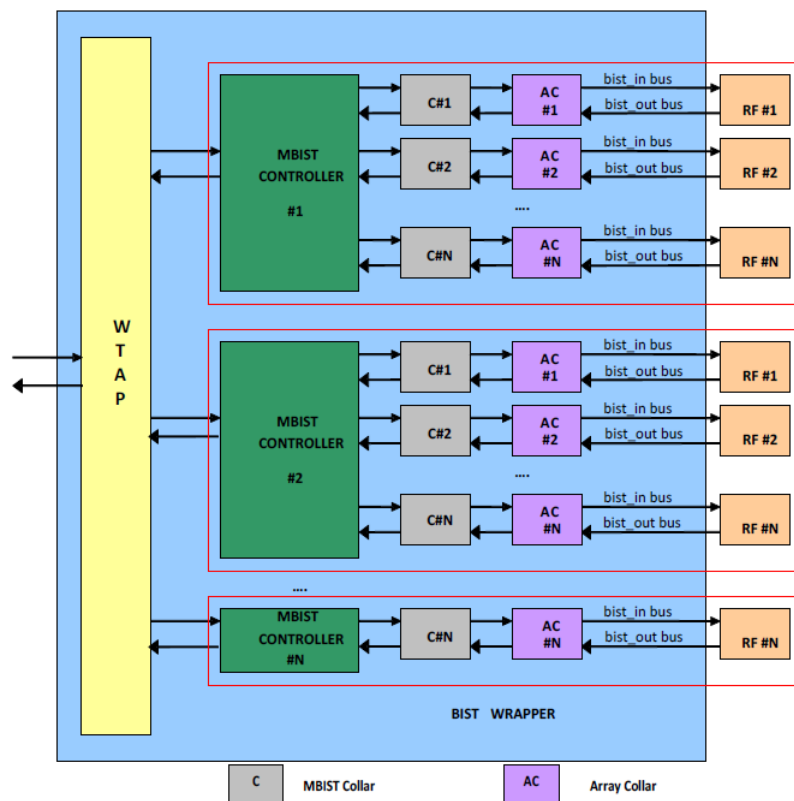 bist_in bus
C#1
AC
#1
bist_out bus
RF #1
bist_in bus
MBIST
CONTROLLER
#1
C#2
AC
#2
bist_out bus
RF #2
....
bist_in bus
C#N
AC
#N
bist_out bus
RF #N
W
T
A
P
bist_in bus
C#1
AC
#1
bist_out bus
RF #1
bist_in bus
MBIST
CONTROLLER
#2
C#2
AC
#2
bist_out bus
RF #2
....
bist_in bus
C#N
AC
#N
bist_out bus
RF #N
....
MBIST
CONTROLLER
#N
C#N
AC
#N
bist_in bus
bist_out bus
RF #N
BIST WRAPPER
C
MBIST Collar
AC
Array Collar